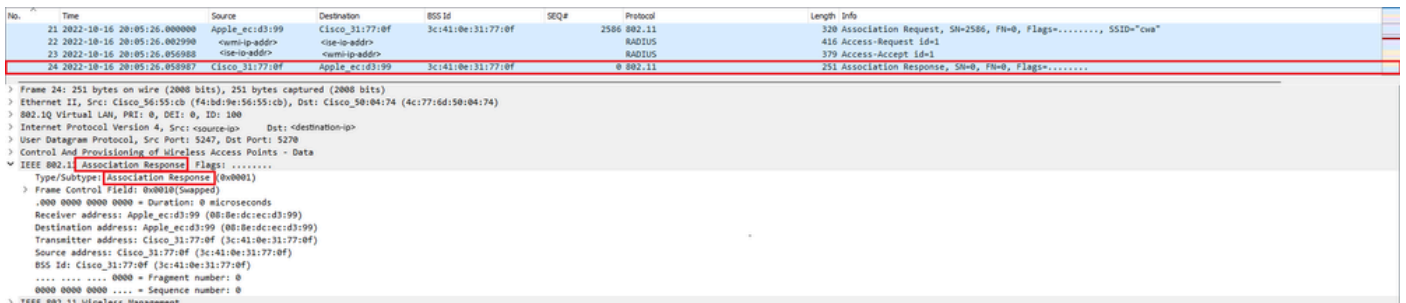 No. Time Source Destination BSS Id SEQ# Protocol Length Info
21 2022-10-16 20:05:26.000000 Apple_ec:d3:99 Cisco_31:77:0f 3c:41:0e:31:77:0f 2586 802.11 320 Association Request, SN=2586, FN=0, Flags=........, SSID="cwa"
22 2022-10-16 20:05:26.002990 <wmi-ip-addr> <ise-ip-addr> RADIUS 416 Access-Request id=1
23 2022-10-16 20:05:26.056988 <ise-ip-addr> <wmi-ip-addr> RADIUS 379 Access-Accept id=1
24 2022-10-16 20:05:26.058987 Cisco_31:77:0f Apple_ec:d3:99 3c:41:0e:31:77:0f 0 802.11 251 Association Response, SN=0, FN=0, Flags=........
> Frame 24: 251 bytes on wire (2008 bits), 251 bytes captured (2008 bits)
> Ethernet II, Src: Cisco_56:55:cb (f4:bd:9e:56:55:cb), Dst: Cisco_50:04:74 (4c:77:6d:50:04:74)
> 802.1Q Virtual LAN, PRI: 0, DEI: 0, ID: 100
> Internet Protocol Version 4, Src: <source-ip> Dst: <destination-ip>
> User Datagram Protocol, Src Port: 5247, Dst Port: 5270
> Control And Provisioning of Wireless Access Points - Data
IEEE 802.11 Association Response, Flags: ........
Type/Subtype: Association Response (0x0001)
> Frame Control Field: 0x0010(Swapped)
.000 0000 0000 0000 = Duration: 0 microseconds
Receiver address: Apple_ec:d3:99 (08:8e:dc:ec:d3:99)
Destination address: Apple_ec:d3:99 (08:8e:dc:ec:d3:99)
Transmitter address: Cisco_31:77:0f (3c:41:0e:31:77:0f)
Source address: Cisco_31:77:0f (3c:41:0e:31:77:0f)
BSS Id: Cisco_31:77:0f (3c:41:0e:31:77:0f)
.... .... .... 0000 = Fragment number: 0
0000 0000 0000 .... = Sequence number: 0
> IEEE 802.11 Wireless Management